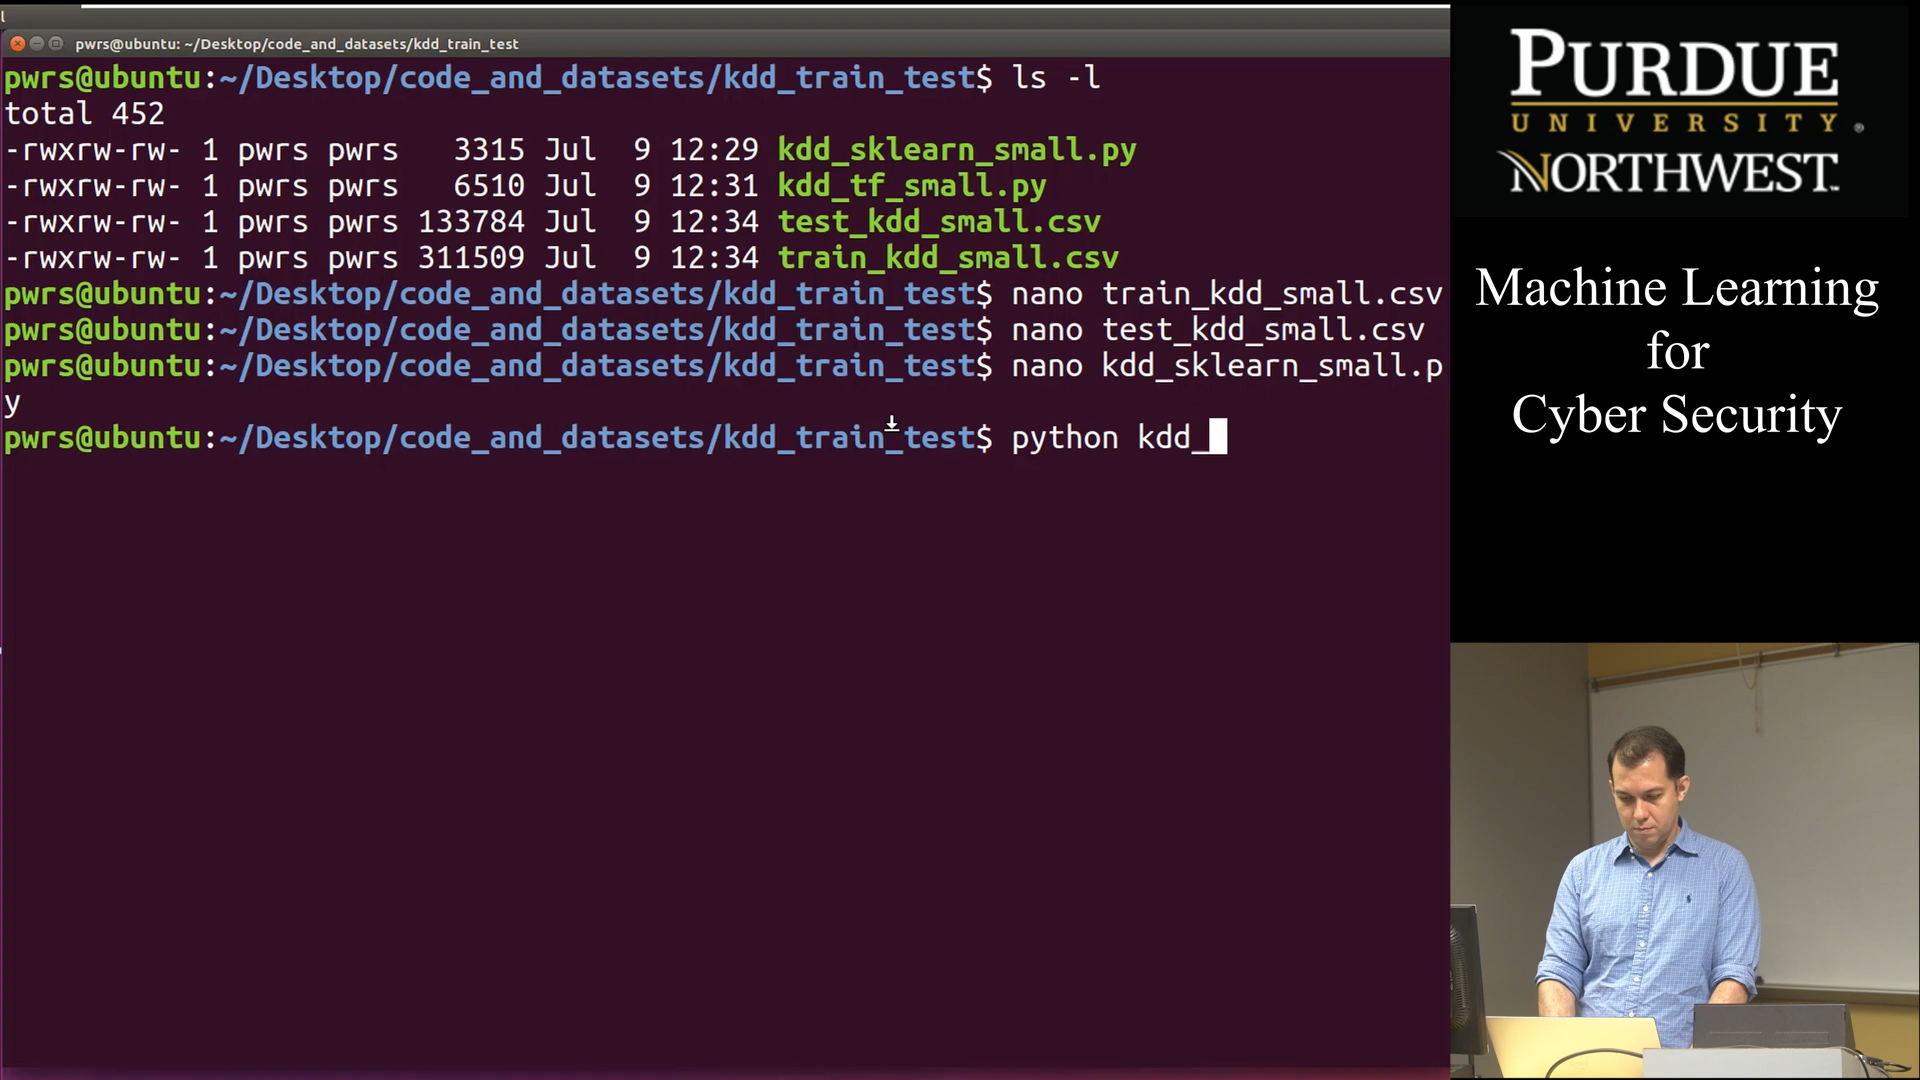 pwrs@ubuntu: ~/Desktop/code_and_datasets/kdd_train_test
pwrs@ubuntu:~/Desktop/code_and_datasets/kdd_train_test$ ls -l
total 452
-rwxrw-rw- 1 pwrs pwrs 3315 Jul 9 12:29 kdd_sklearn_small.py
-rwxrw-rw- 1 pwrs pwrs 6510 Jul 9 12:31 kdd_tf_small.py
-rwxrw-rw- 1 pwrs pwrs 133784 Jul 9 12:34 test_kdd_small.csv
-rwxrw-rw- 1 pwrs pwrs 311509 Jul 9 12:34 train_kdd_small.csv
pwrs@ubuntu:~/Desktop/code_and_datasets/kdd_train_test$ nano train_kdd_small.csv
pwrs@ubuntu:~/Desktop/code_and_datasets/kdd_train_test$ nano test_kdd_small.csv
pwrs@ubuntu:~/Desktop/code_and_datasets/kdd_train_test$ nano kdd_sklearn_small.p
y
pwrs@ubuntu:~/Desktop/code_and_datasets/kdd_train_test$ python kdd_
PURDUE
UNIVERSITY®
NORTHWEST™
Machine Learning
for
Cyber Security